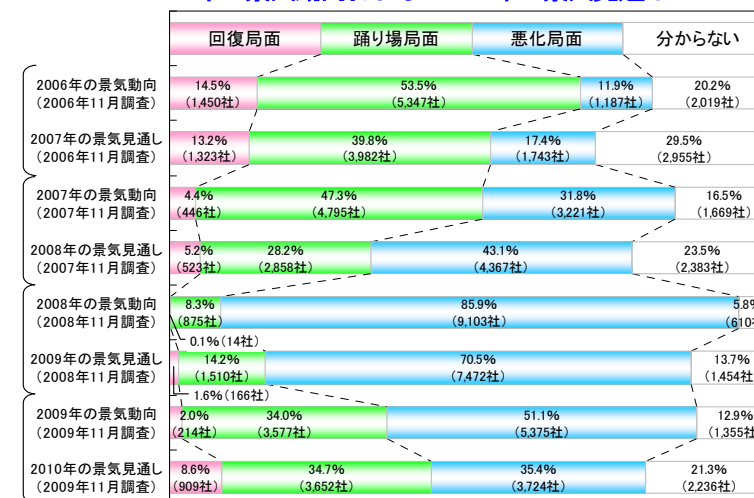 回復局面 踊り場局面 悪化局面 分からない
2006年の景気動向 14.5% 53.5% 11.9% 20.2%
(2006年11月調査) (1,450社) (5,347社) (1,187社) (2,019社)
2007年の景気見通し 13.2% 39.8% 17.4% 29.5%
(2006年11月調査) (1,323社) (3,982社) (1,743社) (2,955社)
2007年の景気動向 4.4% 47.3% 31.8% 16.5%
(2007年11月調査) (446社) (4,795社) (3,221社) (1,669社)
2008年の景気見通し 5.2% 28.2% 43.1% 23.5%
(2007年11月調査) (523社) (2,858社) (4,367社) (2,383社)
2008年の景気動向 8.3% 85.9% 5.8%
(2008年11月調査) (875社) (9,103社) (610社
0.1%(14社)
2009年の景気見通し 14.2% 70.5% 13.7%
(2008年11月調査) (1,510社) (7,472社) (1,454社)
1.6%(166社)
2009年の景気動向 2.0% 34.0% 51.1% 12.9%
(2009年11月調査) (214社) (3,577社) (5,375社) (1,355社)
2010年の景気見通し 8.6% 34.7% 35.4% 21.3%
(2009年11月調査) (909社) (3,652社) (3,724社) (2,236社)